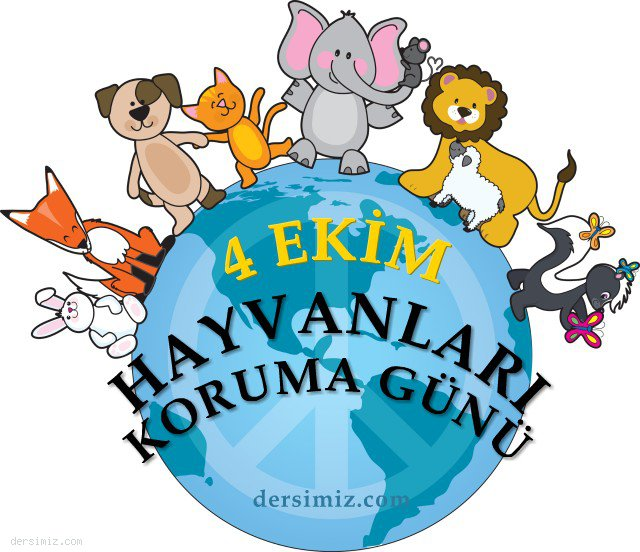 4 EKİM
HAYVANLARI
KORUMA GÜNÜ
dersimiz.com
dersimiz.com